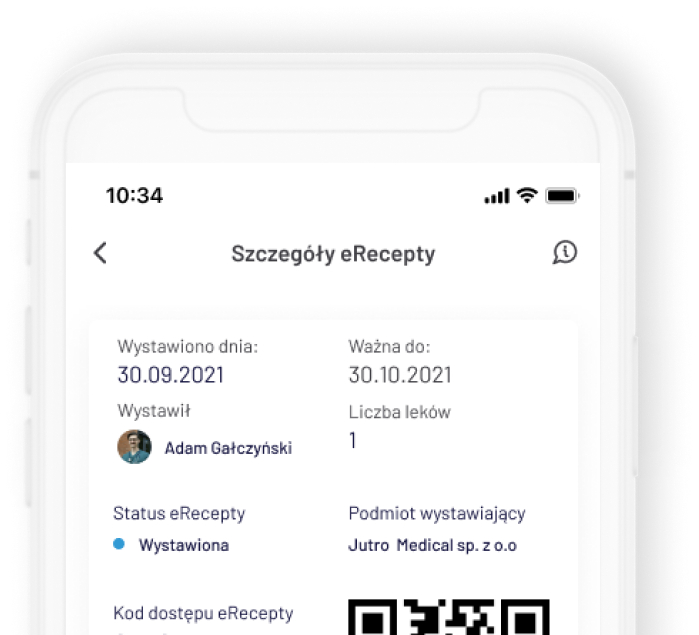 10:34
Szczegóły eRecepty
Wystawiono dnia:
30.09.2021
Ważna do:
30.10.2021
Wystawił
Adam Gałczyński
Liczba leków
1
Status eRecepty
Wystawiona
Podmiot wystawiający
Jutro Medical sp. z o.o
Kod dostępu eRecepty